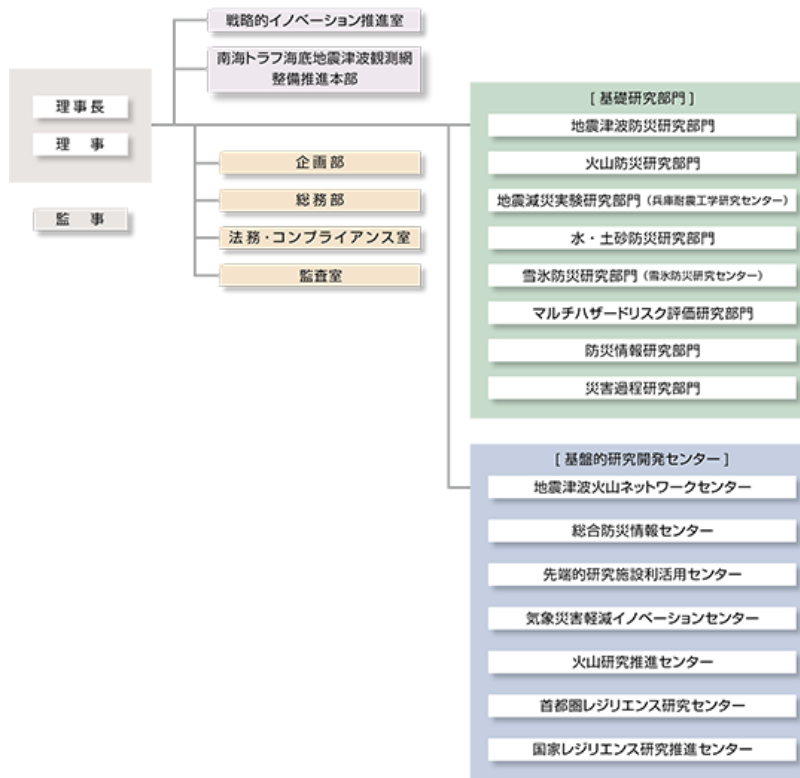 戦略的イノベーション推進室
南海トラフ海底地震津波観測網
整備推進本部
理事長
理 事
監 事
企画部
総務部
法務・コンプライアンス室
監査室
[ 基礎研究部門 ]
地震津波防災研究部門
火山防災研究部門
地震減災実験研究部門（兵庫耐震工学研究センター）
水・土砂防災研究部門
雪氷防災研究部門（雪氷防災研究センター）
マルチハザードリスク評価研究部門
防災情報研究部門
災害過程研究部門
[ 基盤的研究開発センター ]
地震津波火山ネットワークセンター
総合防災情報センター
先端的研究施設利活用センター
気象災害軽減イノベーションセンター
火山研究推進センター
首都圏レジリエンス研究センター
国家レジリエンス研究推進センター